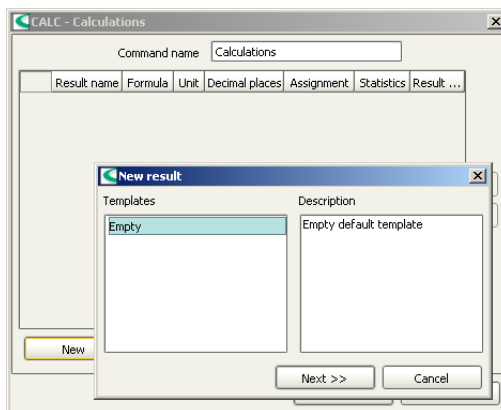 CALC - Calculations
Command name Calculations
Result name Formula Unit Decimal places Assignment Statistics Result ...
New result
Templates Description
Empty Empty default template
New
Next >> Cancel